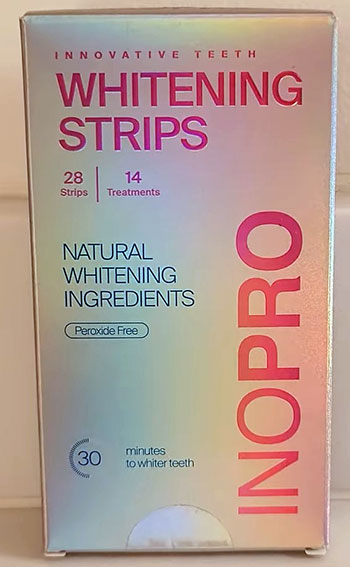 INNOVATIVE TEETH
WHITENING
STRIPS
28 14
Strips Treatments
NATURAL
WHITENING
INGREDIENTS
Peroxide Free
30 minutes
to whiter teeth
INOPRO